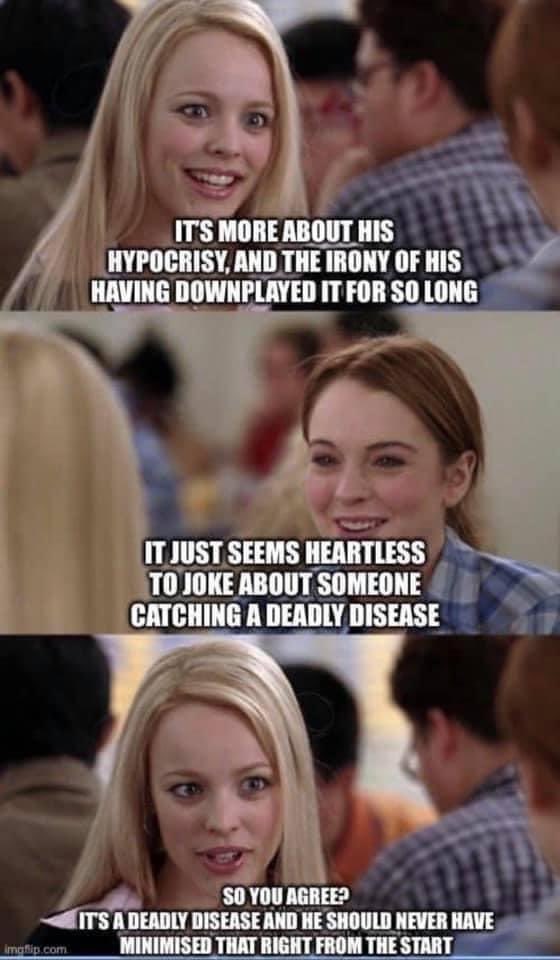 IT'S MORE ABOUT HIS
HYPOCRISY, AND THE IRONY OF HIS
HAVING DOWNPLAYED IT FOR SO LONG
IT JUST SEEMS HEARTLESS
TO JOKE ABOUT SOMEONE
CATCHING A DEADLY DISEASE
SO YOU AGREE?
IT'S A DEADLY DISEASE AND HE SHOULD NEVER HAVE
MINIMISED THAT RIGHT FROM THE START
imgflip.com